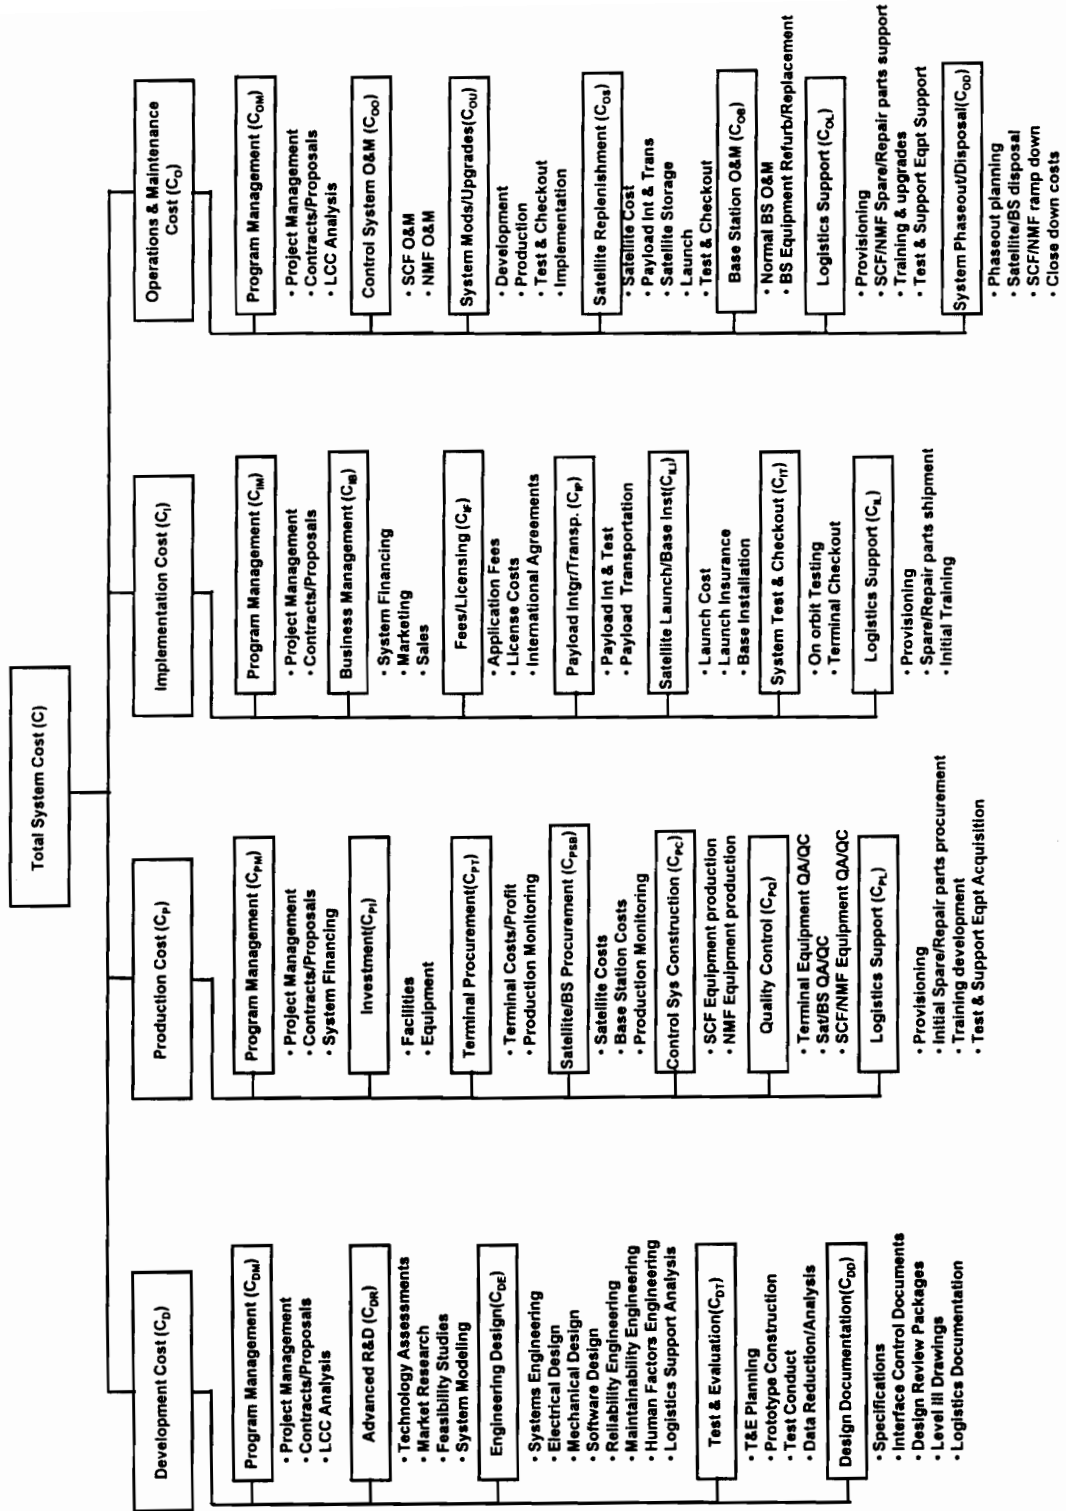 Total System Cost (C)
Development Cost (C_D)
Program Management (C_DM)
• Project Management
• Contracts/Proposals
• LCC Analysis
Advanced R&D (C_DR)
• Technology Assessments
• Market Research
• Feasibility Studies
• System Modeling
Engineering Design(C_DE)
• Systems Engineering
• Electrical Design
• Mechanical Design
• Software Design
• Reliability Engineering
• Maintainability Engineering
• Human Factors Engineering
• Logistics Support Analysis
Test & Evaluation(C_DT)
• T&E Planning
• Prototype Construction
• Test Conduct
• Data Reduction/Analysis
Design Documentation(C_DD)
• Specifications
• Interface Control Documents
• Design Review Packages
• Level III Drawings
• Logistics Documentation
Production Cost (C_P)
Program Management (C_PM)
• Project Management
• Contracts/Proposals
• System Financing
Investment(C_PI)
• Facilities
• Equipment
Terminal Procurement(C_PT)
• Terminal Costs/Profit
• Production Monitoring
Satellite/BS Procurement (C_PSB)
• Satellite Costs
• Base Station Costs
• Production Monitoring
Control Sys Construction (C_PC)
• SCF Equipment production
• NMF Equipment production
Quality Control (C_PQ)
• Terminal Equipment QA/QC
• Sat/BS QA/QC
• SCF/NMF Equipment QA/QC
Logistics Support (C_PL)
• Provisioning
• Initial Spare/Repair parts procurement
• Training development
• Test & Support Eqpt Acquisition
Implementation Cost (C_I)
Program Management (C_IM)
• Project Management
• Contracts/Proposals
Business Management (C_IB)
• System Financing
• Marketing
• Sales
Fees/Licensing (C_IF)
• Application Fees
• License Costs
• International Agreements
Payload Intgr/Transp. (C_IP)
• Payload Int & Test
• Payload Transportation
Satellite Launch/Base Inst(C_ILI)
• Launch Cost
• Launch Insurance
• Base Installation
System Test & Checkout (C_IT)
• On orbit Testing
• Terminal Checkout
Logistics Support (C_IL)
• Provisioning
• Spare/Repair parts shipment
• Initial Training
Operations & Maintenance
Cost (C_O)
Program Management (C_OM)
• Project Management
• Contracts/Proposals
• LCC Analysis
Control System O&M (C_OO)
• SCF O&M
• NMF O&M
System Mods/Upgrades(C_OU)
• Development
• Production
• Test & Checkout
• Implementation
Satellite Replenishment (C_OS)
• Satellite Cost
• Payload Int & Trans
• Satellite Storage
• Launch
• Test & Checkout
Base Station O&M (C_OB)
• Normal BS O&M
• BS Equipment Refurb/Replacement
Logistics Support (C_OL)
• Provisioning
• SCF/NMF Spare/Repair parts support
• Training & upgrades
• Test & Support Eqpt Support
System Phaseout/Disposal(C_OD)
• Phaseout planning
• Satellite/BS disposal
• SCF/NMF ramp down
• Close down costs